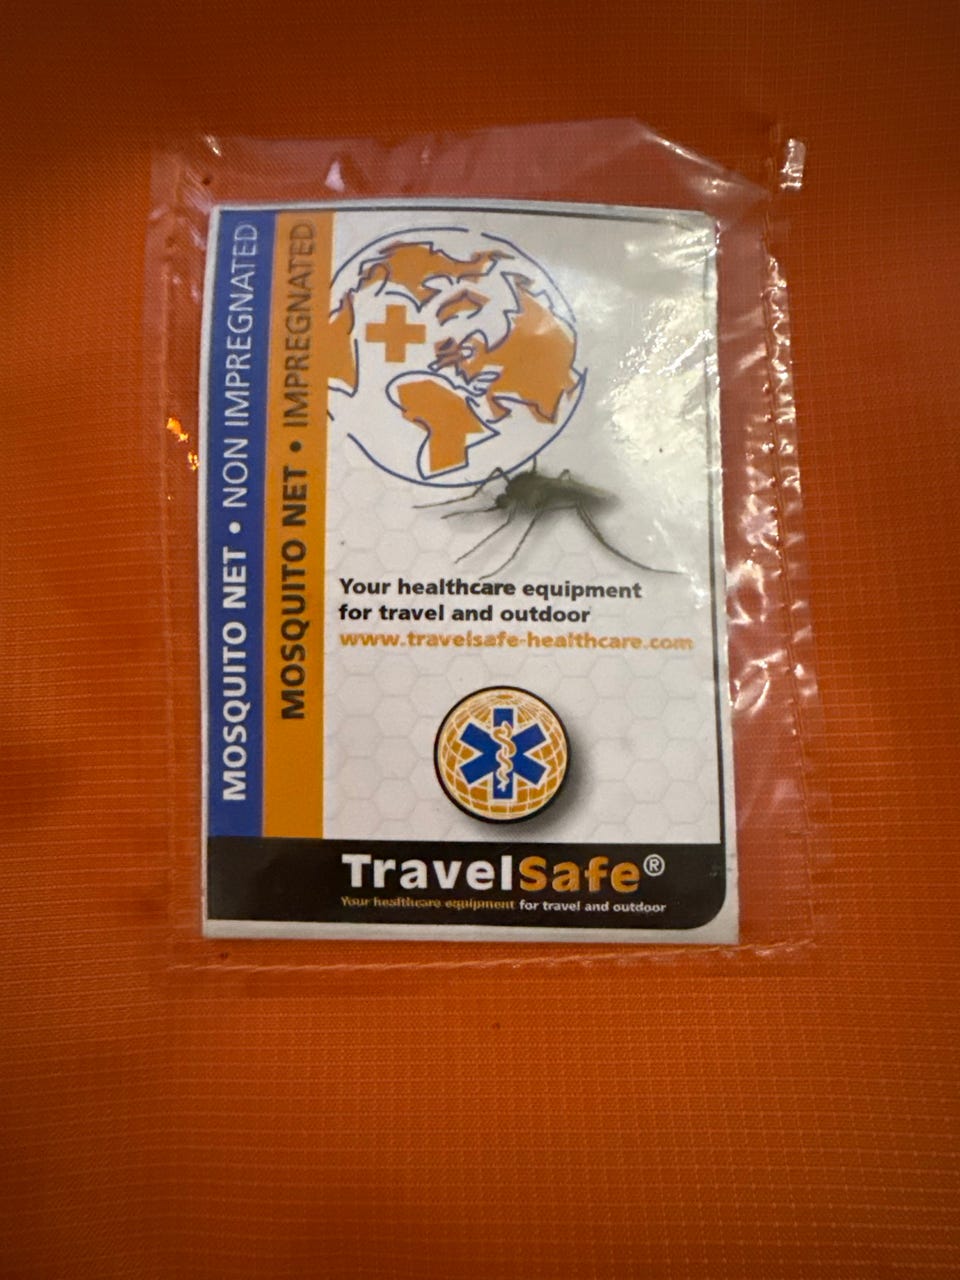 MOSQUITO NET • NON IMPREGNATED
MOSQUITO NET • IMPREGNATED
Your healthcare equipment
for travel and outdoor
www.travelsafe-healthcare.com
TravelSafe®
Your healthcare equipment for travel and outdoor